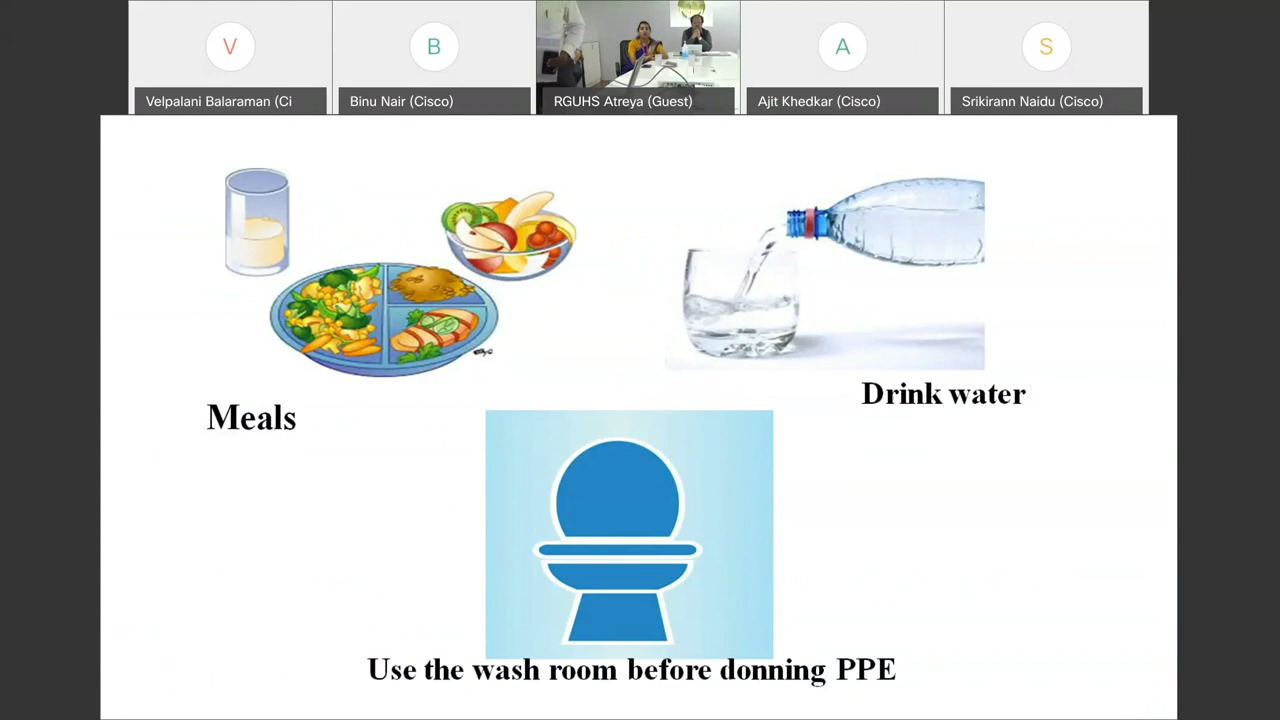 V
B
A
S
Velpalani Balaraman (Ci
Binu Nair (Cisco)
RGUHS Atreya (Guest)
Ajit Khedkar (Cisco)
Srikirann Naidu (Cisco)
Drink water
Meals
Use the wash room before donning PPE